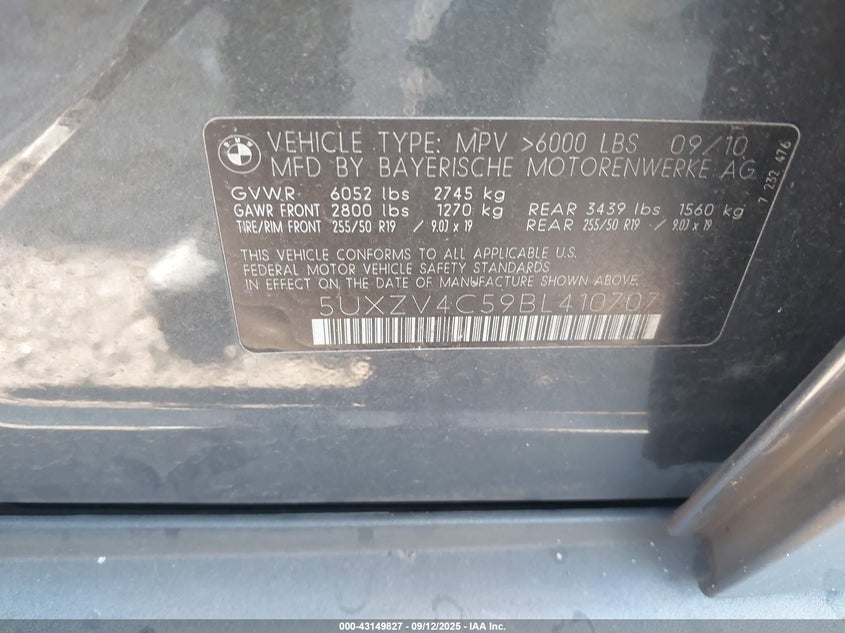 VEHICLE TYPE: MPV >6000 LBS 09/10
MFD BY BAYERISCHE MOTORENWERKE AG
GVWR 6052 lbs 2745 kg
GAWR FRONT 2800 lbs 1270 kg REAR 3439 lbs 1560 kg
TIRE/RIM FRONT 255/50 R19 / 9.0J x 19 REAR 255/50 R19 / 9.0J x 19
THIS VEHICLE CONFORMS TO ALL APPLICABLE U.S.
FEDERAL MOTOR VEHICLE SAFETY STANDARDS
IN EFFECT ON THE DATE OF MANUFACTURE SHOWN ABOVE.
5UXZV4C59BL410707
7 232 476
BMW
000-43149827 - 09/12/2025 - IAA Inc.